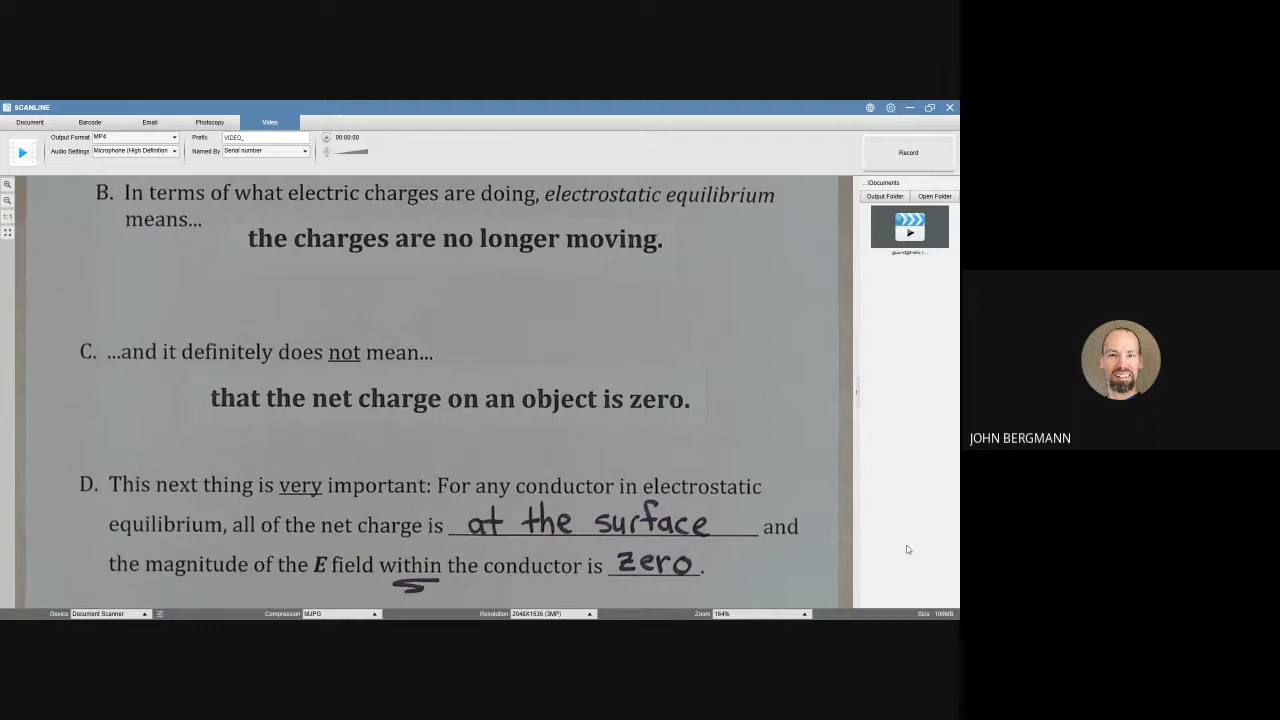 SCANLINE
Document Barcode Email Photocopy Video
Output Format MP4 Prefix VIDEO_ 00:00:00
Audio Settings Microphone (High Definition Named By Serial number
Record
...\Documents
Output Folder Open Folder
B. In terms of what electric charges are doing, electrostatic equilibrium
means...
the charges are no longer moving.
C. ...and it definitely does not mean...
that the net charge on an object is zero.
D. This next thing is very important: For any conductor in electrostatic
equilibrium, all of the net charge is at the surface and
the magnitude of the E field within the conductor is zero.
1:1
Device Document Scanner Compression MJPG Resolution 2048X1536 (3MP) Zoom 164% Size 106MB
JOHN BERGMANN